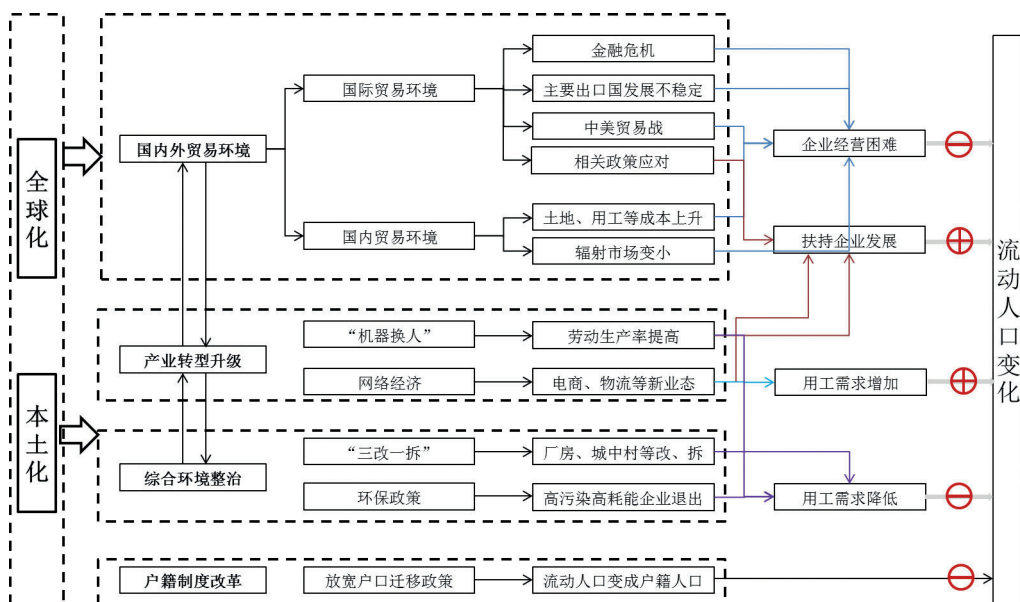 全球化
本土化
国内外贸易环境
国际贸易环境
金融危机
主要出口国发展不稳定
中美贸易战
相关政策应对
国内贸易环境
土地、用工等成本上升
辐射市场变小
产业转型升级
“机器换人”
劳动生产率提高
网络经济
电商、物流等新业态
综合环境整治
“三改一拆”
厂房、城中村等改、拆
环保政策
高污染高耗能企业退出
户籍制度改革
放宽户口迁移政策
流动人口变成户籍人口
企业经营困难
扶持企业发展
用工需求增加
用工需求降低
流动人口变化